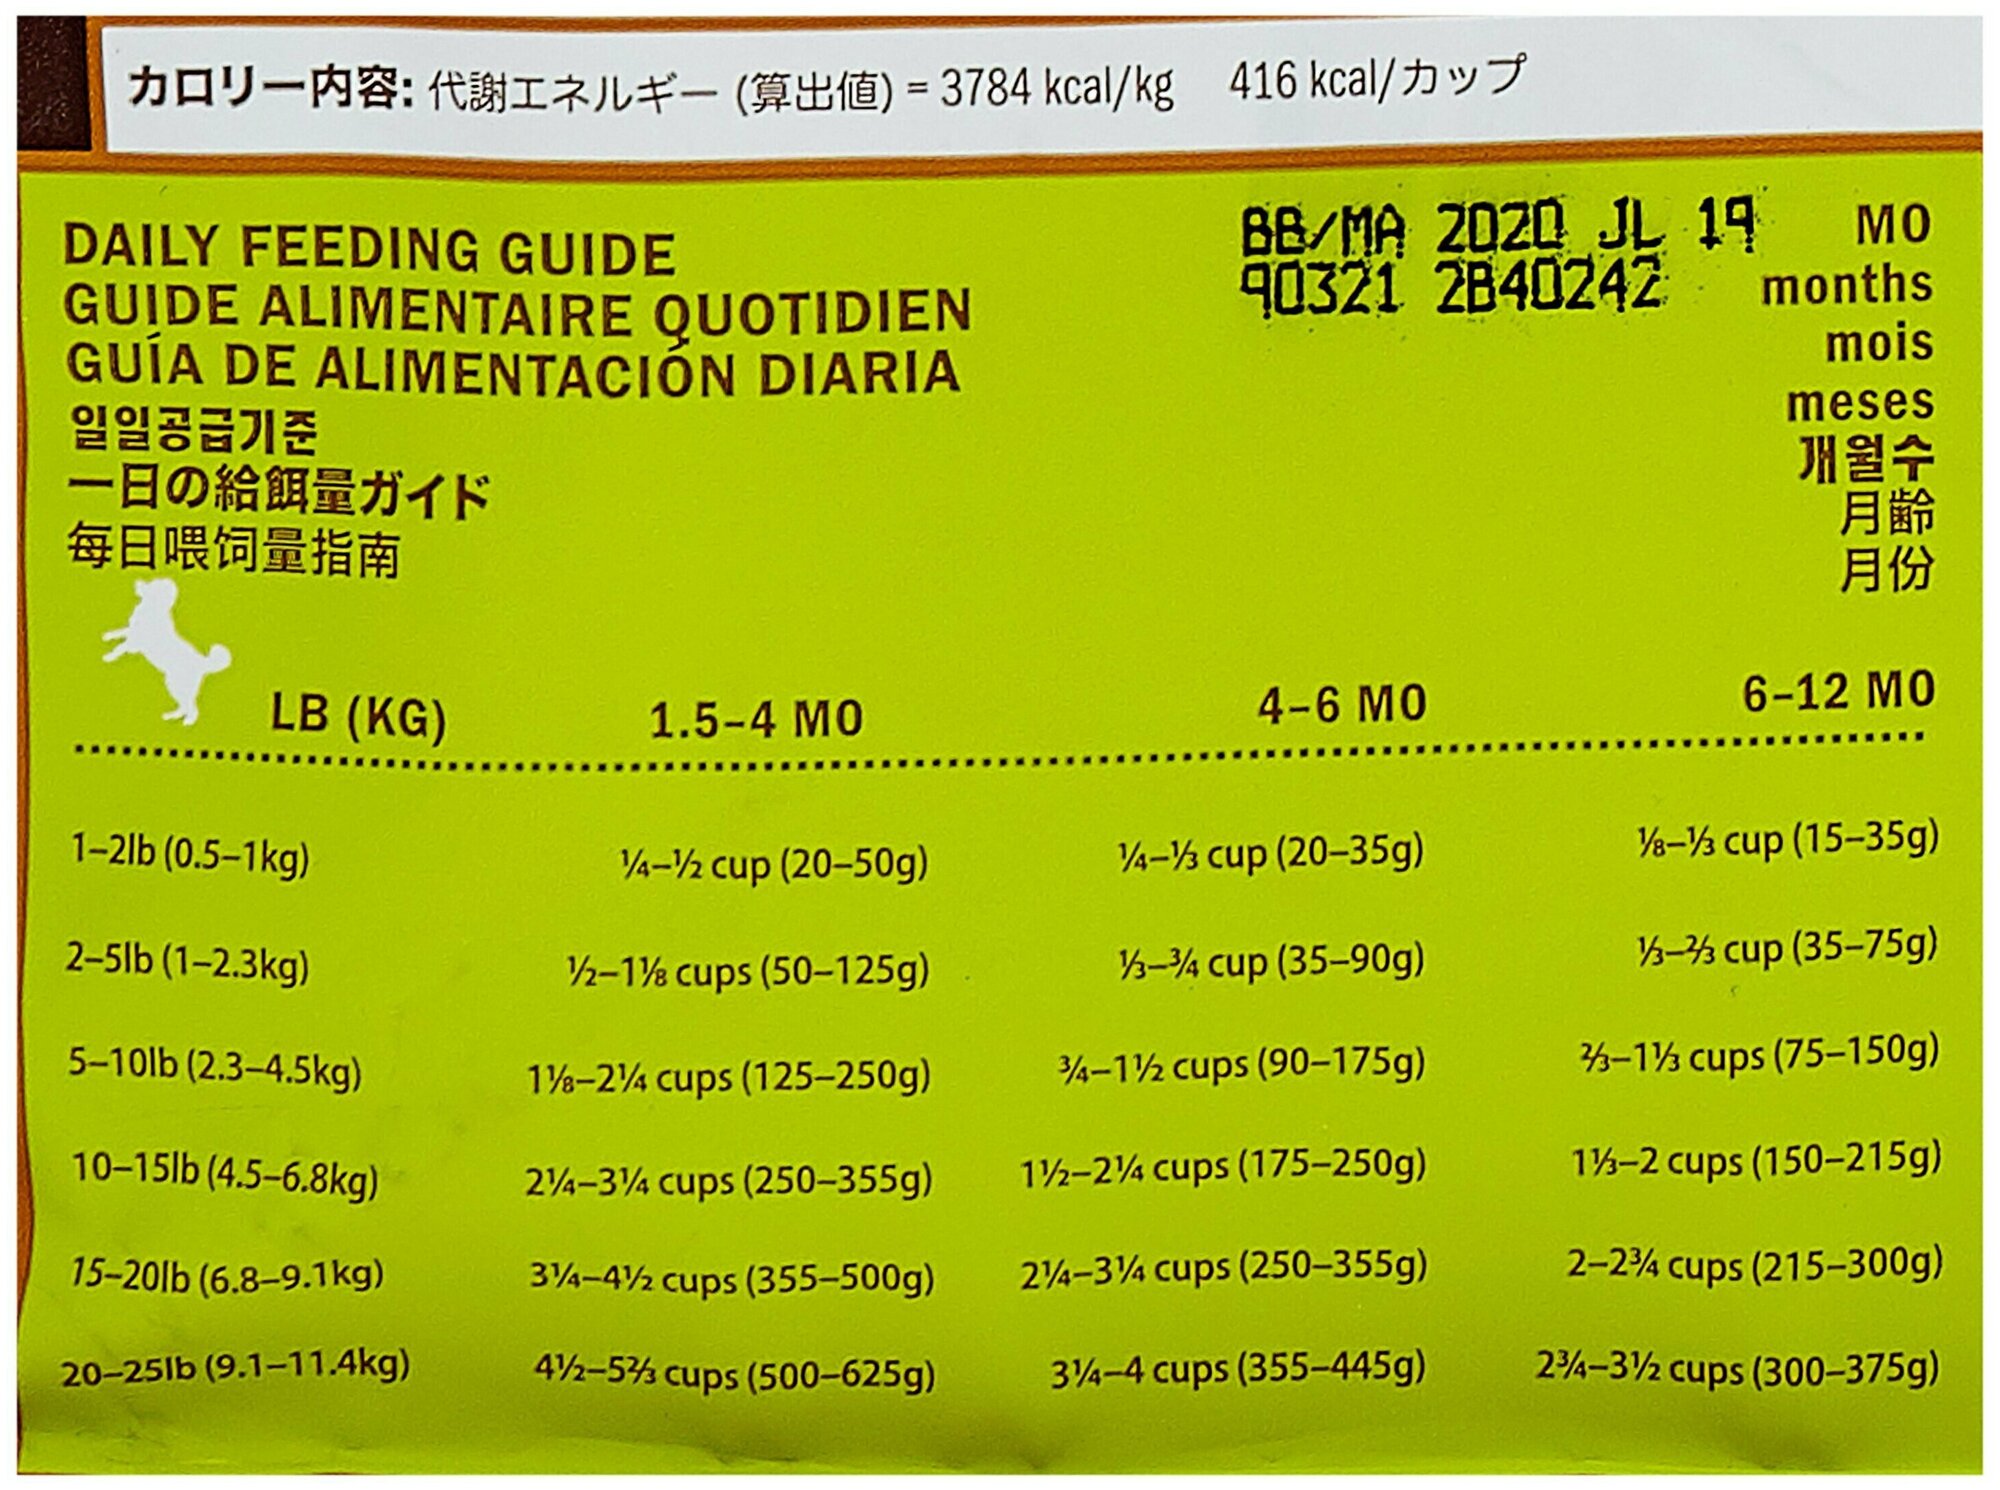 カロリー内容: 代謝エネルギー (算出値) = 3784 kcal/kg 416 kcal/カップ
DAILY FEEDING GUIDE
GUIDE ALIMENTAIRE QUOTIDIEN
GUÍA DE ALIMENTACIÓN DIARIA
일일공급기준
一日の給餌量ガイド
每日喂饲量指南
BB/MA 2020 JL 19
90321 2B40242
MO
months
mois
meses
개월수
月齢
月份
LB (KG) 1.5–4 MO 4–6 MO 6–12 MO
1–2lb (0.5–1kg) ¼–½ cup (20–50g) ¼–⅓ cup (20–35g) ⅛–⅓ cup (15–35g)
2–5lb (1–2.3kg) ½–1⅛ cups (50–125g) ⅓–¾ cup (35–90g) ⅓–⅔ cup (35–75g)
5–10lb (2.3–4.5kg) 1⅛–2¼ cups (125–250g) ¾–1½ cups (90–175g) ⅔–1⅓ cups (75–150g)
10–15lb (4.5–6.8kg) 2¼–3¼ cups (250–355g) 1½–2¼ cups (175–250g) 1⅓–2 cups (150–215g)
15–20lb (6.8–9.1kg) 3¼–4½ cups (355–500g) 2¼–3¼ cups (250–355g) 2–2¾ cups (215–300g)
20–25lb (9.1–11.4kg) 4½–5⅔ cups (500–625g) 3¼–4 cups (355–445g) 2¾–3½ cups (300–375g)